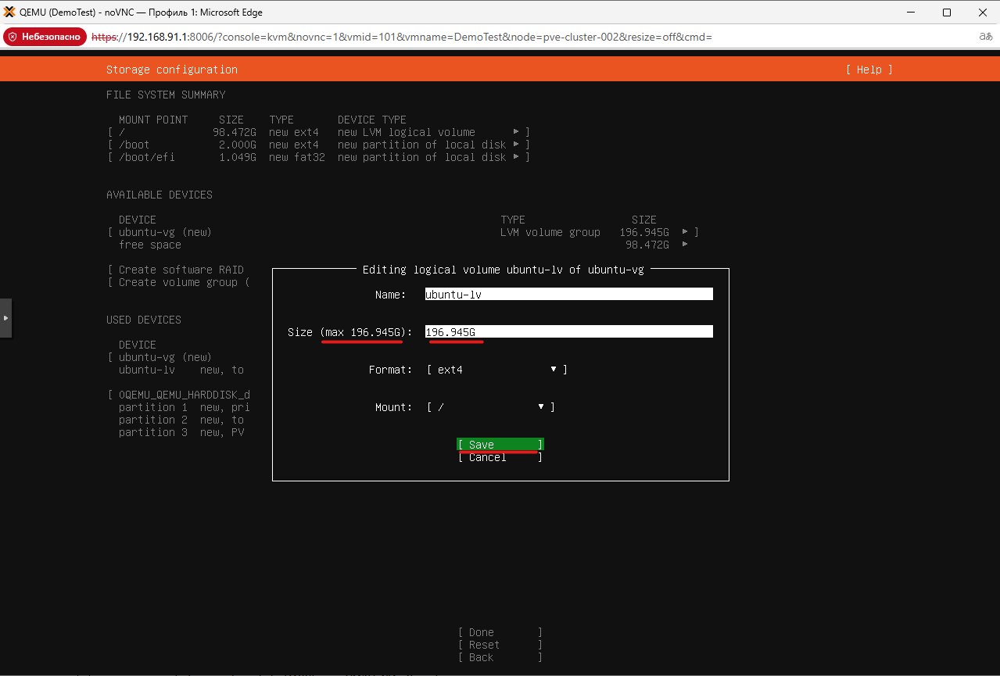 QEMU (DemoTest) - noVNC — Профиль 1: Microsoft Edge
Небезопасно https://192.168.91.1:8006/?console=kvm&novnc=1&vmid=101&vmname=DemoTest&node=pve-cluster-002&resize=off&cmd=
Storage configuration [ Help ]
FILE SYSTEM SUMMARY
MOUNT POINT SIZE TYPE DEVICE TYPE
[ / 98.472G new ext4 new LVM logical volume ▸ ]
[ /boot 2.000G new ext4 new partition of local disk ▸ ]
[ /boot/efi 1.049G new fat32 new partition of local disk ▸ ]
AVAILABLE DEVICES
DEVICE TYPE SIZE
[ ubuntu-vg (new) LVM volume group 196.945G ▸ ]
free space 98.472G ▸
[ Create software RAID
[ Create volume group (
Editing logical volume ubuntu-lv of ubuntu-vg
Name: ubuntu-lv
Size (max 196.945G): 196.945G
Format: [ ext4 ▾ ]
Mount: [ / ▾ ]
[ Save ]
[ Cancel ]
USED DEVICES
DEVICE
[ ubuntu-vg (new)
ubuntu-lv new, to
[ 0QEMU_QEMU_HARDDISK_d
partition 1 new, pri
partition 2 new, to
partition 3 new, PV
[ Done ]
[ Reset ]
[ Back ]